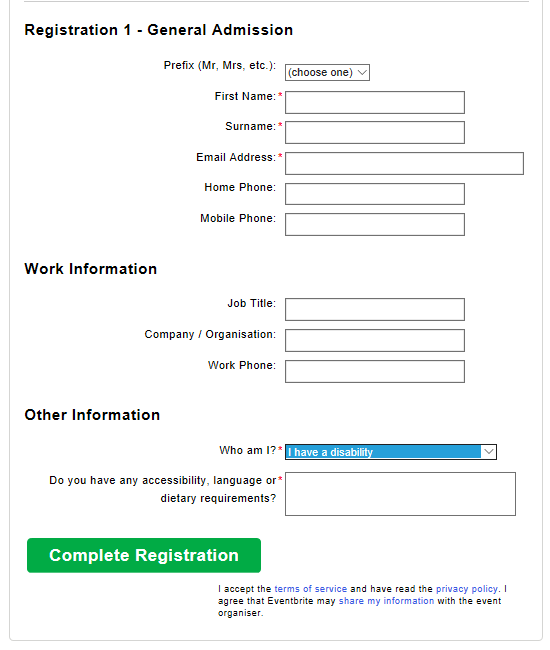 Registration 1 - General Admission
Prefix (Mr, Mrs, etc.):
(choose one)
First Name:*
Surname:*
Email Address:*
Home Phone:
Mobile Phone:
Work Information
Job Title:
Company / Organisation:
Work Phone:
Other Information
Who am I?*
I have a disability
Do you have any accessibility, language or*
dietary requirements?
Complete Registration
I accept the terms of service and have read the privacy policy. I
agree that Eventbrite may share my information with the event
organiser.